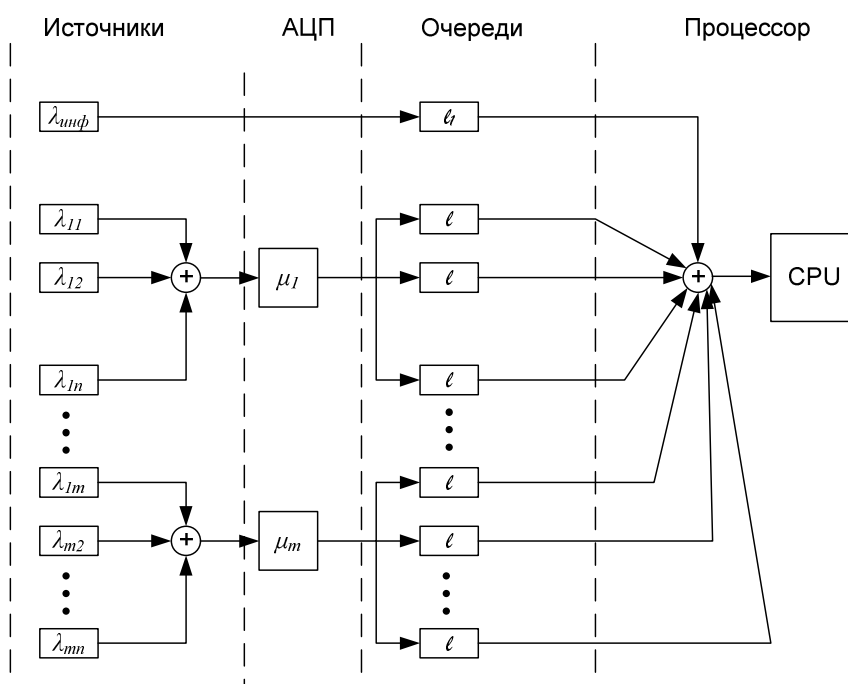 Источники АЦП Очереди Процессор
λинф ℓ1
λ11 ℓ
λ12 + μ1 ℓ + CPU
λ1n ℓ
λ1m ℓ
λm2 + μm ℓ
λmn ℓ